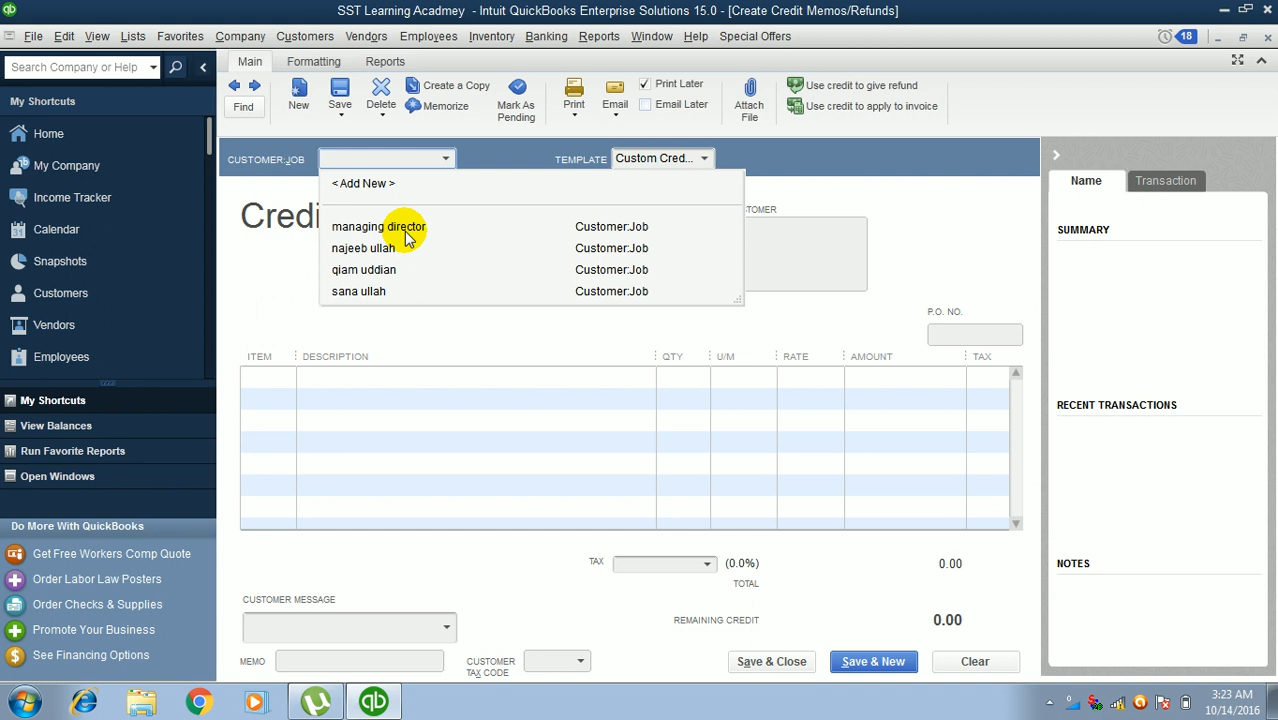 SST Learning Acadmey - Intuit QuickBooks Enterprise Solutions 15.0 - [Create Credit Memos/Refunds]
File Edit View Lists Favorites Company Customers Vendors Employees Inventory Banking Reports Window Help Special Offers 18
Search Company or Help
Main Formatting Reports
Find
New
Save
Delete
Create a Copy
Memorize
Mark As
Pending
Print
Email
Print Later
Email Later
Attach
File
Use credit to give refund
Use credit to apply to invoice
My Shortcuts
Home
My Company
Income Tracker
Calendar
Snapshots
Customers
Vendors
Employees
My Shortcuts
View Balances
Run Favorite Reports
Open Windows
Do More With QuickBooks
Get Free Workers Comp Quote
Order Labor Law Posters
Order Checks & Supplies
Promote Your Business
See Financing Options
CUSTOMER:JOB
TEMPLATE Custom Cred...
< Add New >
managing director Customer:Job
najeeb ullah Customer:Job
qiam uddian Customer:Job
sana ullah Customer:Job
Credi
STOMER
P.O. NO.
ITEM DESCRIPTION QTY U/M RATE AMOUNT TAX
TAX (0.0%) 0.00
TOTAL
CUSTOMER MESSAGE
REMAINING CREDIT 0.00
MEMO
CUSTOMER
TAX CODE
Save & Close Save & New Clear
Name Transaction
SUMMARY
RECENT TRANSACTIONS
NOTES
qb
3:23 AM
10/14/2016